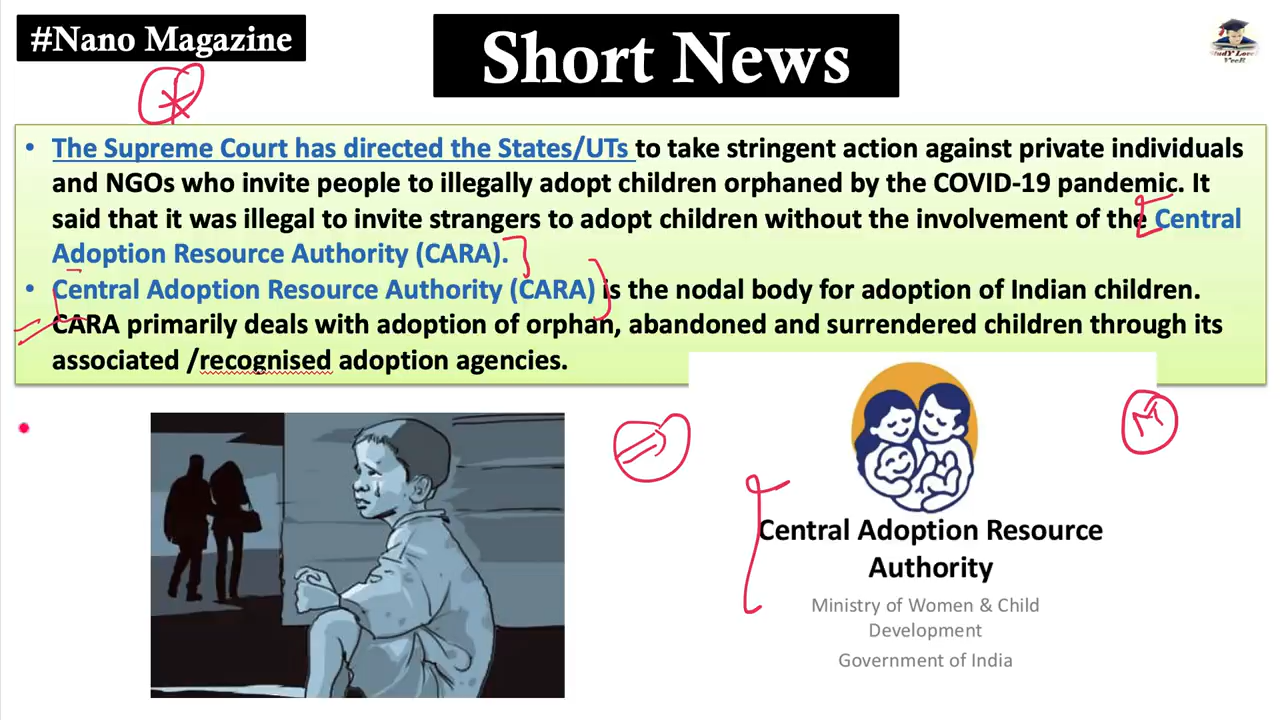 #Nano Magazine
Short News
StudY Lover
VeeR
• The Supreme Court has directed the States/UTs to take stringent action against private individuals
and NGOs who invite people to illegally adopt children orphaned by the COVID-19 pandemic. It
said that it was illegal to invite strangers to adopt children without the involvement of the Central
Adoption Resource Authority (CARA).
• Central Adoption Resource Authority (CARA) is the nodal body for adoption of Indian children.
CARA primarily deals with adoption of orphan, abandoned and surrendered children through its
associated /recognised adoption agencies.
Central Adoption Resource
Authority
Ministry of Women & Child
Development
Government of India